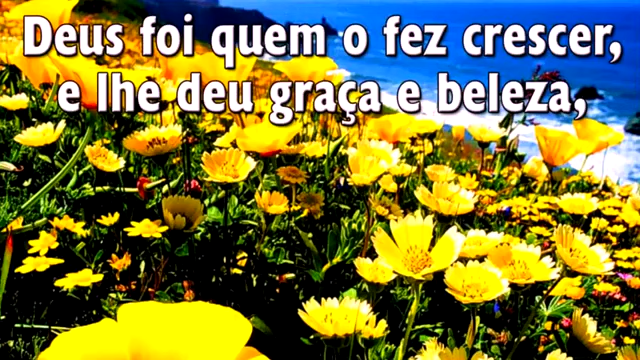 Deus foi quem o fez crescer,
e lhe deu graça e beleza,